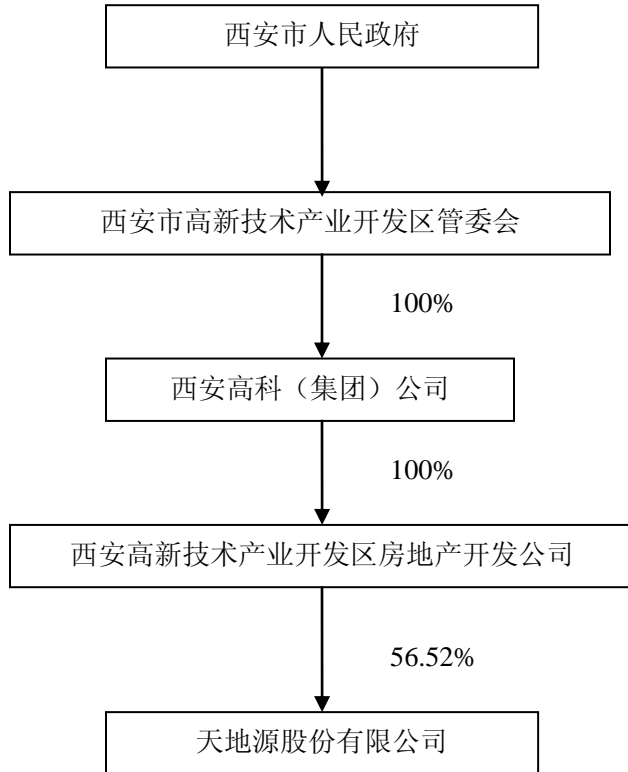 西安市人民政府
西安市高新技术产业开发区管委会
100%
西安高科（集团）公司
100%
西安高新技术产业开发区房地产开发公司
56.52%
天地源股份有限公司